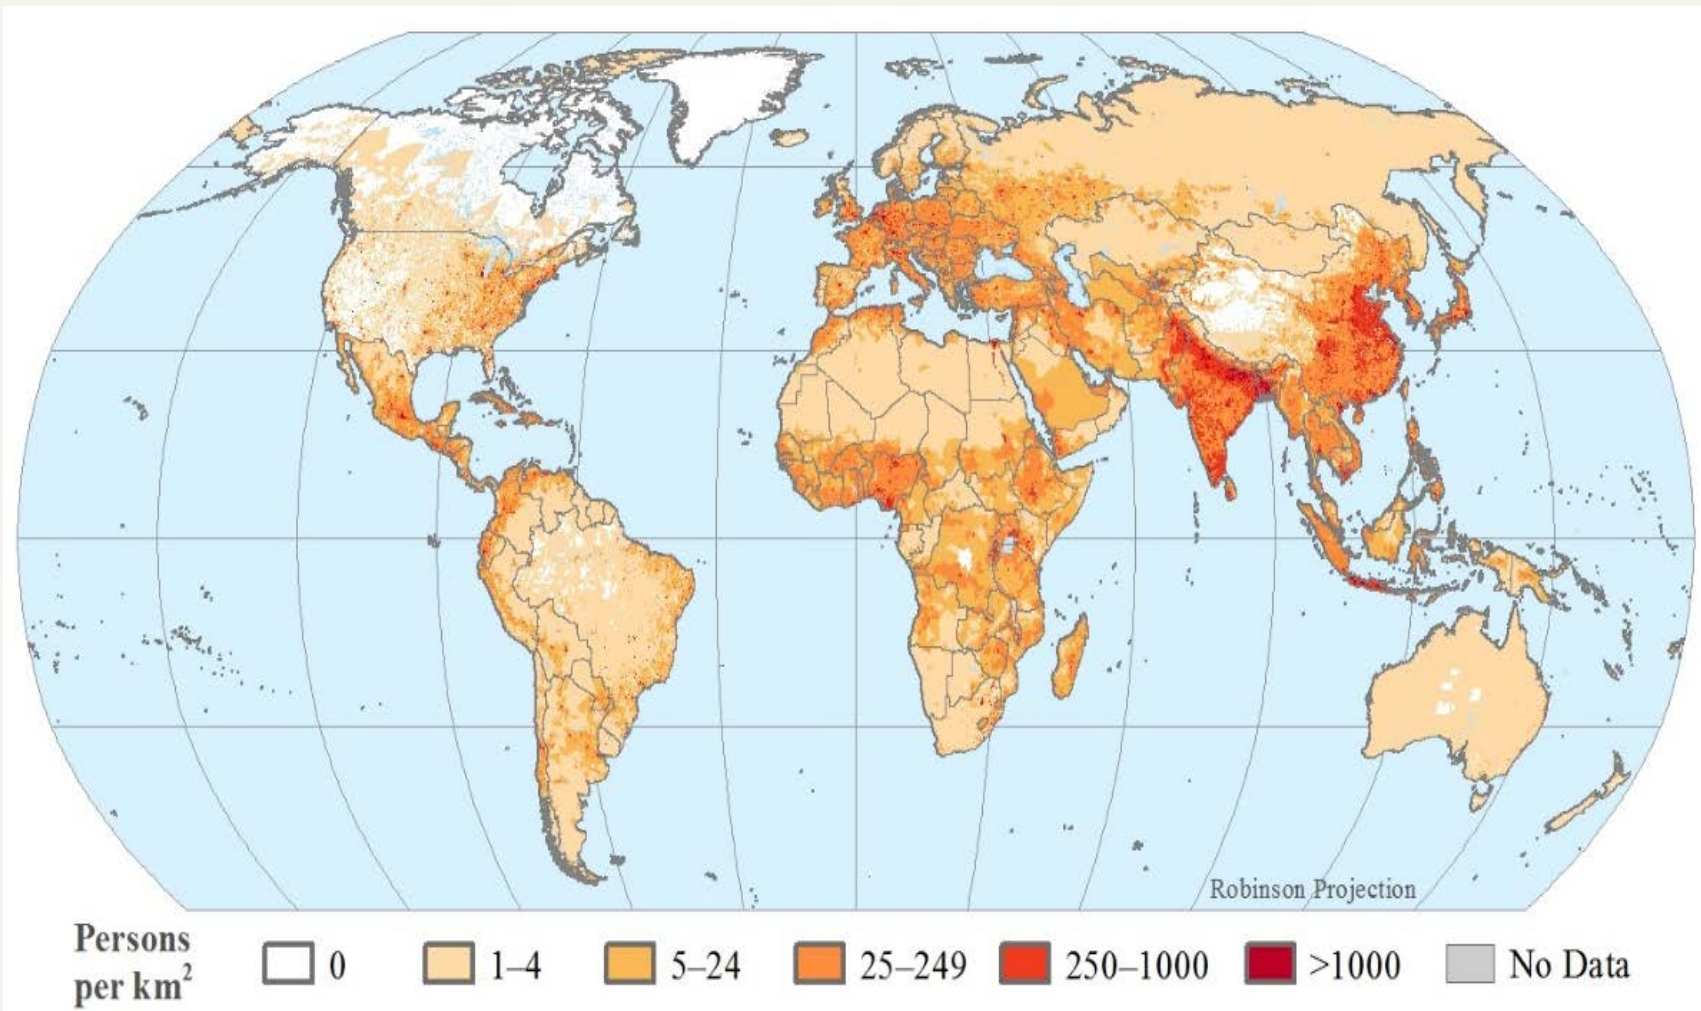 Robinson Projection
Persons
per km²
0
1–4
5–24
25–249
250–1000
>1000
No Data